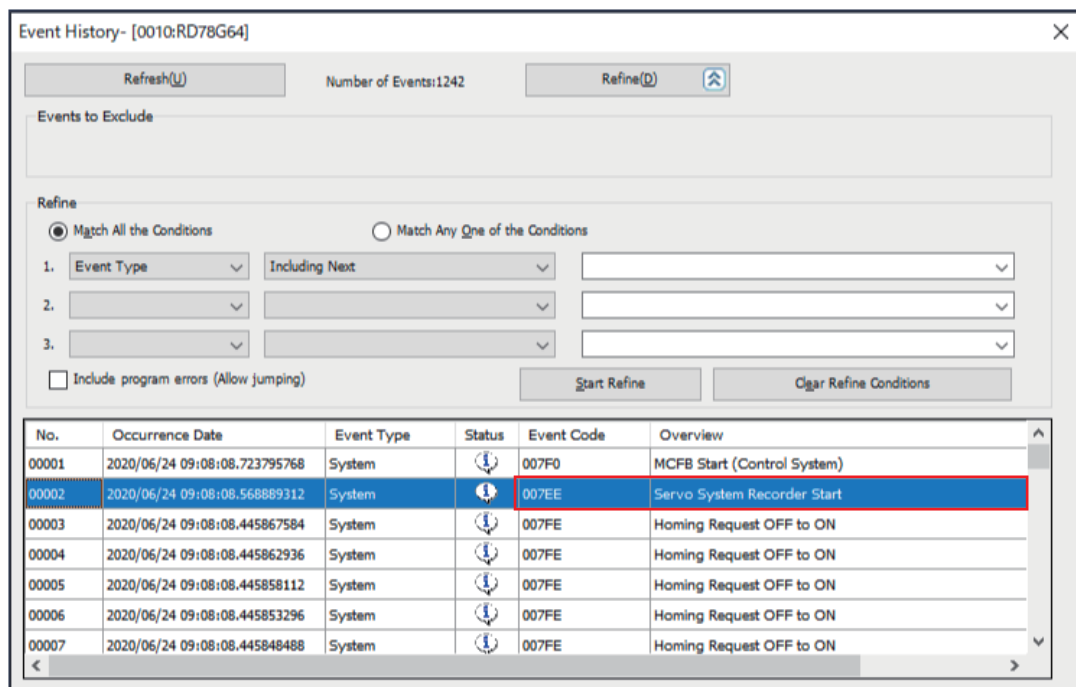 Event History- [0010:RD78G64]
Refresh(U) Number of Events:1242 Refine(D)
Events to Exclude
Refine
Match All the Conditions Match Any One of the Conditions
1. Event Type Including Next
2.
3.
Include program errors (Allow jumping) Start Refine Clear Refine Conditions
No. Occurrence Date Event Type Status Event Code Overview
00001 2020/06/24 09:08:08.723795768 System 007F0 MCFB Start (Control System)
00002 2020/06/24 09:08:08.568889312 System 007EE Servo System Recorder Start
00003 2020/06/24 09:08:08.445867584 System 007FE Homing Request OFF to ON
00004 2020/06/24 09:08:08.445862936 System 007FE Homing Request OFF to ON
00005 2020/06/24 09:08:08.445858112 System 007FE Homing Request OFF to ON
00006 2020/06/24 09:08:08.445853296 System 007FE Homing Request OFF to ON
00007 2020/06/24 09:08:08.445848488 System 007FE Homing Request OFF to ON